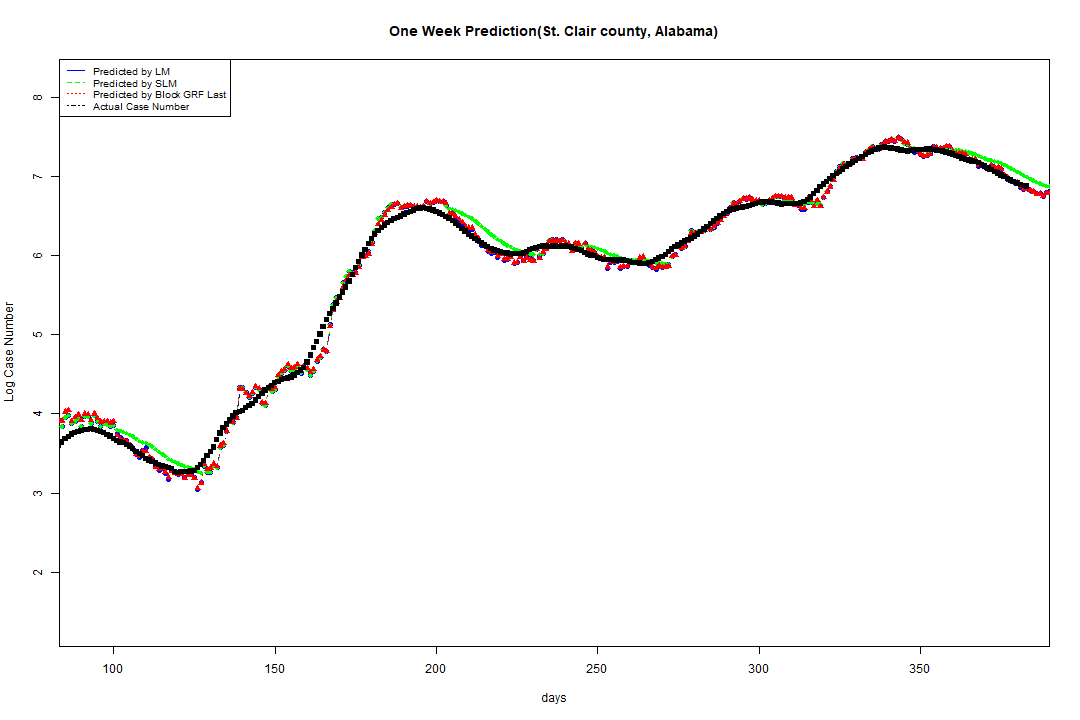 One Week Prediction(St. Clair county, Alabama)
Predicted by LM
Predicted by SLM
Predicted by Block GRF Last
Actual Case Number
8
7
6
5
4
3
2
Log Case Number
100 150 200 250 300 350
days